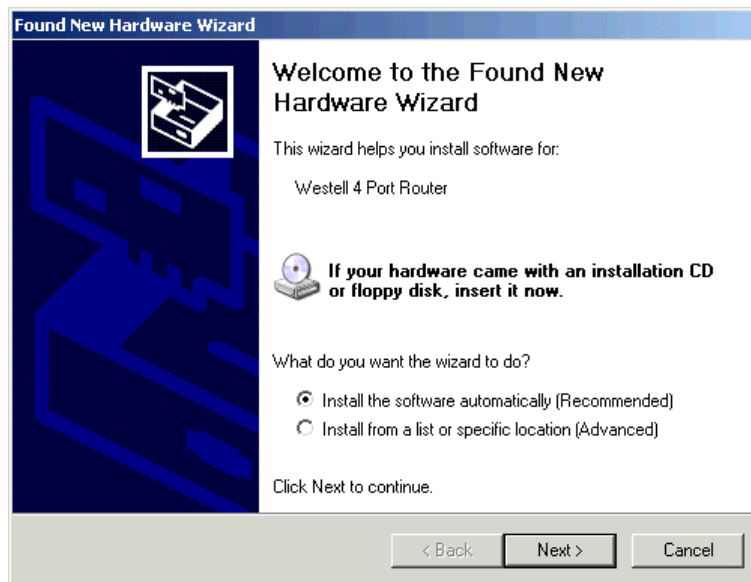 Found New Hardware Wizard
Welcome to the Found New
Hardware Wizard
This wizard helps you install software for:
Westell 4 Port Router
If your hardware came with an installation CD
or floppy disk, insert it now.
What do you want the wizard to do?
Install the software automatically (Recommended)
Install from a list or specific location (Advanced)
Click Next to continue.
< Back Next > Cancel